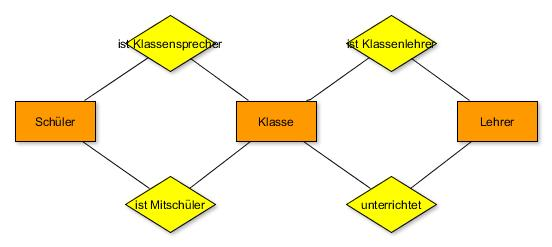 ist Klassensprecher
ist Klassenlehrer
Schüler
Klasse
Lehrer
ist Mitschüler
unterrichtet